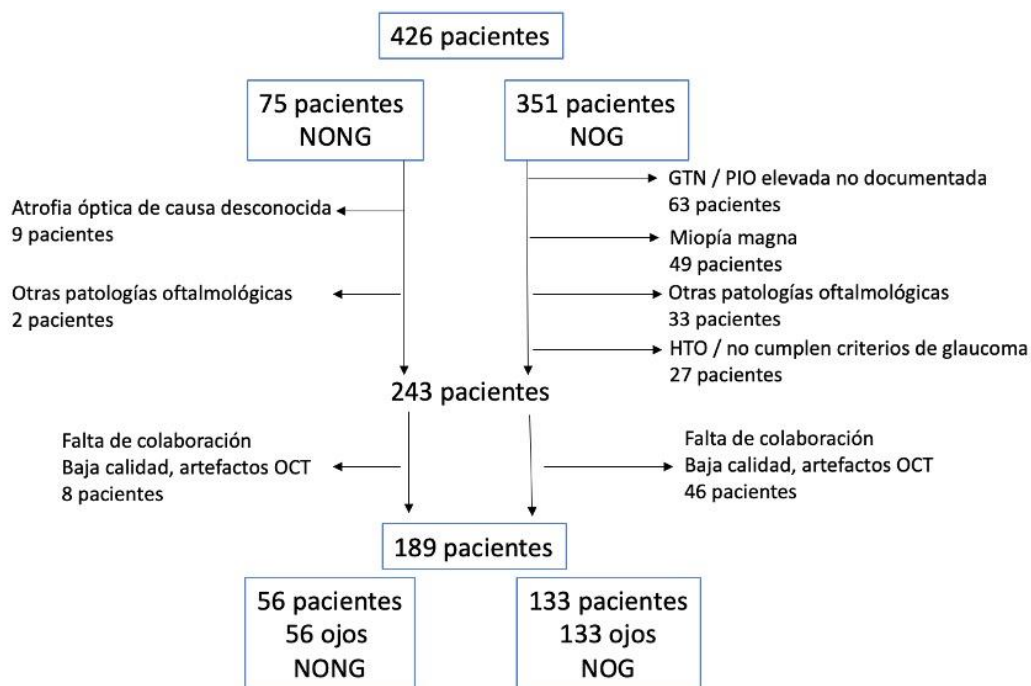 426 pacientes
75 pacientes
NONG
351 pacientes
NOG
GTN / PIO elevada no documentada
63 pacientes
Atrofia óptica de causa desconocida
9 pacientes
Miopía magna
49 pacientes
Otras patologías oftalmológicas
2 pacientes
Otras patologías oftalmológicas
33 pacientes
HTO / no cumplen criterios de glaucoma
27 pacientes
243 pacientes
Falta de colaboración
Baja calidad, artefactos OCT
8 pacientes
Falta de colaboración
Baja calidad, artefactos OCT
46 pacientes
189 pacientes
56 pacientes
56 ojos
NONG
133 pacientes
133 ojos
NOG